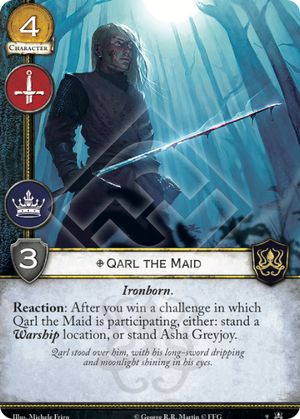 4
CHARACTER
3
QARL THE MAID
Ironborn.
Reaction: After you win a challenge in which
Qarl the Maid is participating, either: stand a
Warship location, or stand Asha Greyjoy.
Qarl stood over him, with his long-sword dripping
and moonlight shining in his eyes.
Illus. Michele Frigo
© George R.R. Martin © FFG